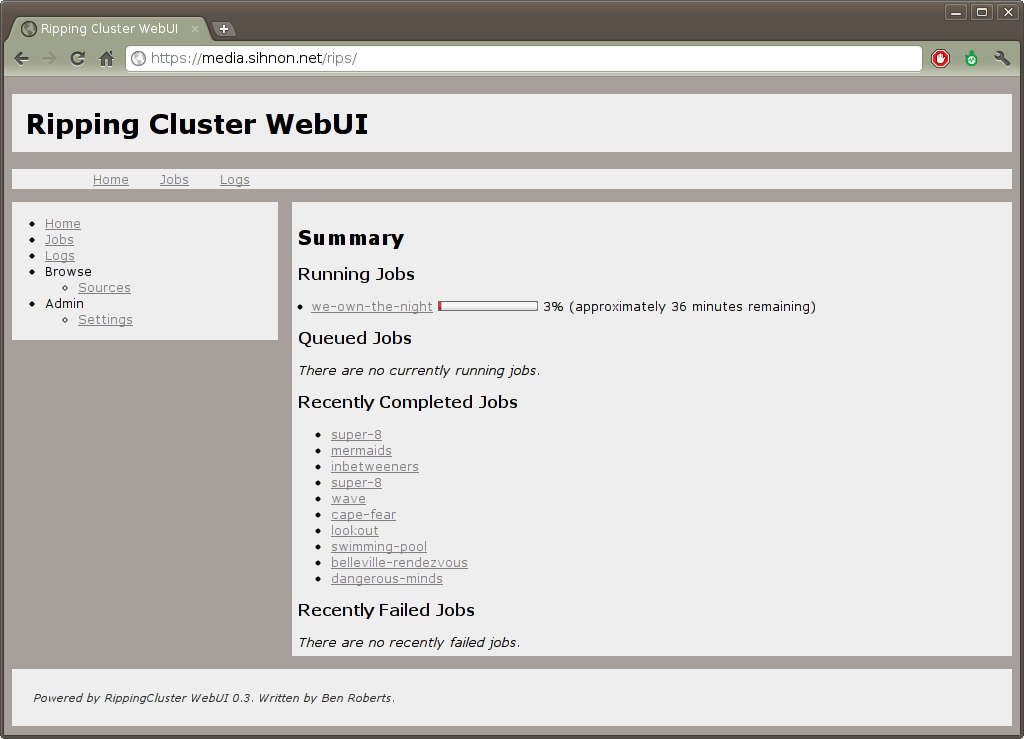 Ripping Cluster WebUI
https://media.sihnon.net/rips/
Ripping Cluster WebUI
Home Jobs Logs
Home
Jobs
Logs
Browse
Sources
Admin
Settings
Summary
Running Jobs
we-own-the-night 3% (approximately 36 minutes remaining)
Queued Jobs
There are no currently running jobs.
Recently Completed Jobs
super-8
mermaids
inbetweeners
super-8
wave
cape-fear
lookout
swimming-pool
belleville-rendezvous
dangerous-minds
Recently Failed Jobs
There are no recently failed jobs.
Powered by RippingCluster WebUI 0.3. Written by Ben Roberts.